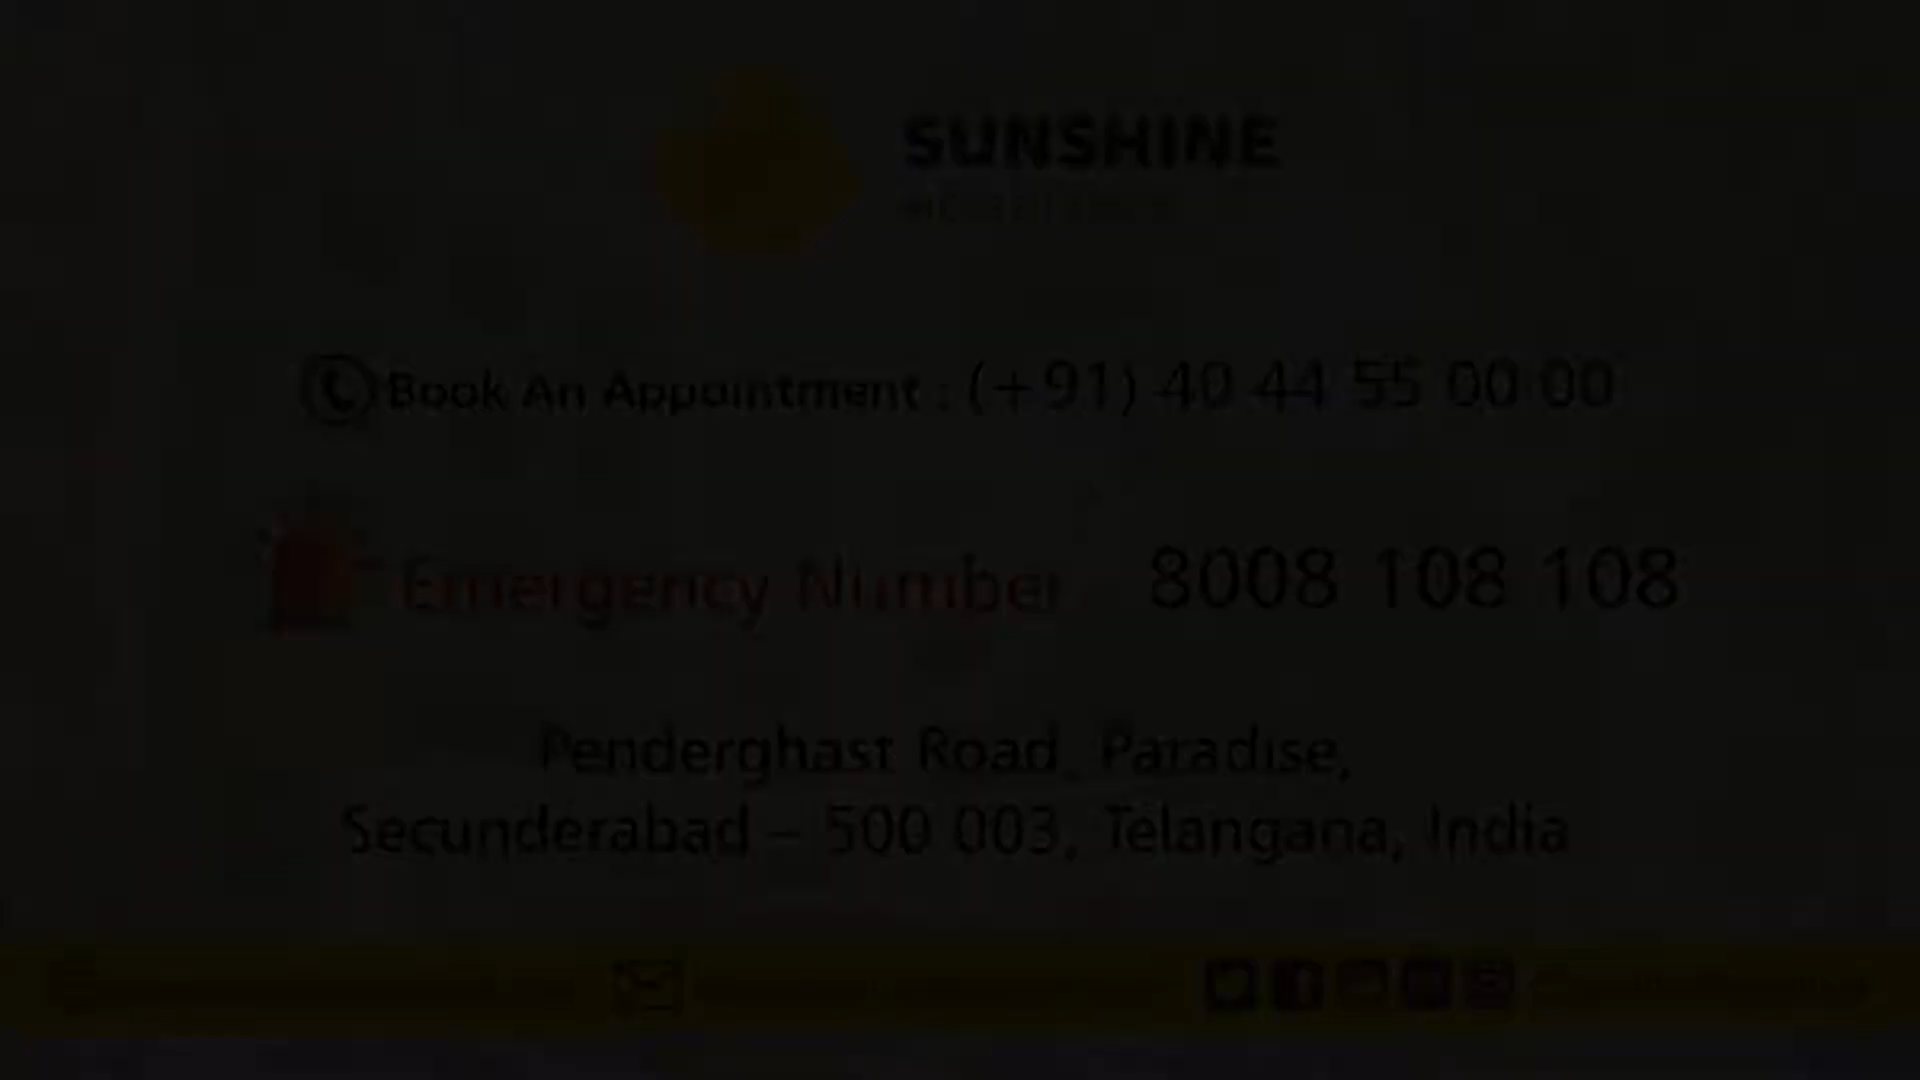 SUNSHINE
Book An Appointment : (+91) 40 44 55 00 00
Emergency Number 8008 108 108
Penderghast Road, Paradise,
Secunderabad – 500 003, Telangana, India